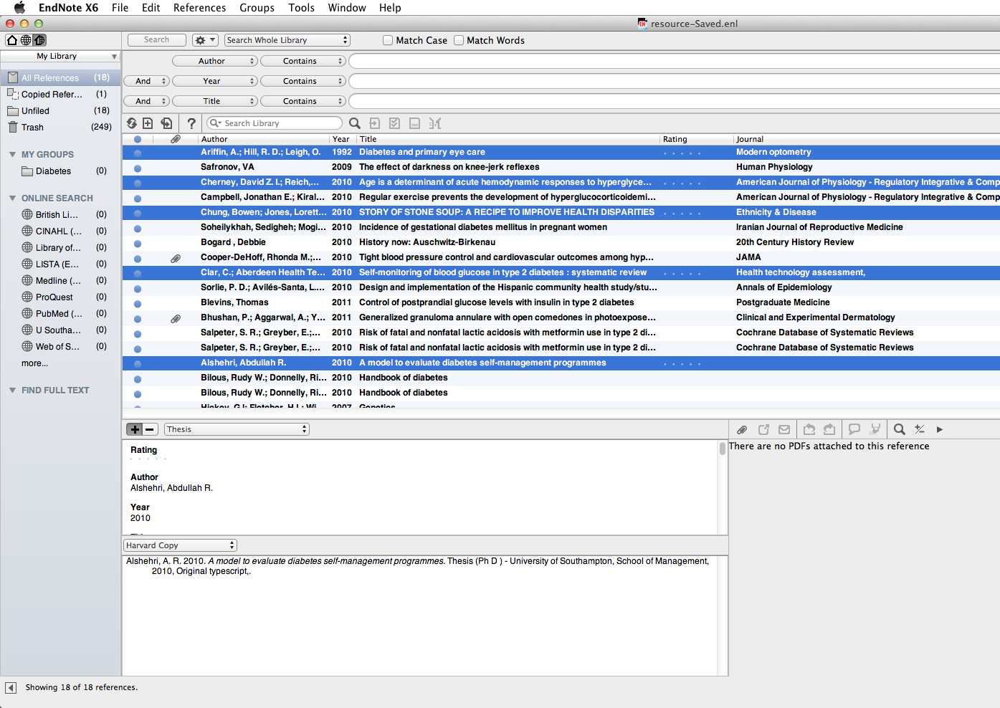 EndNote X6 File Edit References Groups Tools Window Help
resource-Saved.enl
Search Search Whole Library Match Case Match Words
My Library
Author Contains
And Year Contains
And Title Contains
All References (18)
Copied Refer... (1)
Unfiled (18)
Trash (249)
MY GROUPS
Diabetes (0)
ONLINE SEARCH
British Li... (0)
CINAHL (... (0)
Library of... (0)
LISTA (E... (0)
Medline (... (0)
ProQuest (0)
PubMed (... (0)
U Southa... (0)
Web of S... (0)
more...
FIND FULL TEXT
? Search Library
Author Year Title Rating Journal
Ariffin, A.; Hill, R. D.; Leigh, O. 1992 Diabetes and primary eye care Modern optometry
Safronov, VA 2009 The effect of darkness on knee-jerk reflexes Human Physiology
Cherney, David Z. I.; Reich,... 2010 Age is a determinant of acute hemodynamic responses to hyperglyce... American Journal of Physiology - Regulatory Integrative & Comp
Campbell, Jonathan E.; Kiral... 2010 Regular exercise prevents the development of hyperglucocorticoidemi... American Journal of Physiology - Regulatory Integrative & Comp
Chung, Bowen; Jones, Lorett... 2010 STORY OF STONE SOUP: A RECIPE TO IMPROVE HEALTH DISPARITIES Ethnicity & Disease
Soheilykhah, Sedigheh; Mogi... 2010 Incidence of gestational diabetes mellitus in pregnant women Iranian Journal of Reproductive Medicine
Bogard , Debbie 2010 History now: Auschwitz-Birkenau 20th Century History Review
Cooper-DeHoff, Rhonda M.;... 2010 Tight blood pressure control and cardiovascular outcomes among hyp... JAMA
Clar, C.; Aberdeen Health Te... 2010 Self-monitoring of blood glucose in type 2 diabetes : systematic review Health technology assessment,
Sorlie, P. D.; Avilés-Santa, L.... 2010 Design and implementation of the Hispanic community health study/stu... Annals of Epidemiology
Blevins, Thomas 2011 Control of postprandial glucose levels with insulin in type 2 diabetes Postgraduate Medicine
Bhushan, P.; Aggarwal, A.; Y... 2011 Generalized granuloma annulare with open comedones in photoexpose... Clinical and Experimental Dermatology
Salpeter, S. R.; Greyber, E.;... 2010 Risk of fatal and nonfatal lactic acidosis with metformin use in type 2 di... Cochrane Database of Systematic Reviews
Salpeter, S. R.; Greyber, E.;... 2010 Risk of fatal and nonfatal lactic acidosis with metformin use in type 2 di... Cochrane Database of Systematic Reviews
Alshehri, Abdullah R. 2010 A model to evaluate diabetes self-management programmes
Bilous, Rudy W.; Donnelly, Ri... 2010 Handbook of diabetes
Bilous, Rudy W.; Donnelly, Ri... 2010 Handbook of diabetes
2007 Genetics
Thesis
Rating
Author
Alshehri, Abdullah R.
Year
2010
There are no PDFs attached to this reference
Harvard Copy
Alshehri, A. R. 2010. A model to evaluate diabetes self-management programmes. Thesis (Ph D ) - University of Southampton, School of Management,
2010, Original typescript,.
Showing 18 of 18 references.